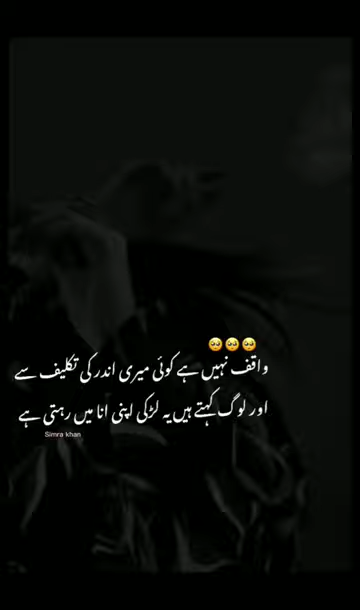 🥺🥺🥺
واقف نہیں ہے کوئی میری اندر کی تکلیف سے
اور لوگ کہتے ہیں یہ لڑکی اپنی انا میں رہتی ہے
Simra khan